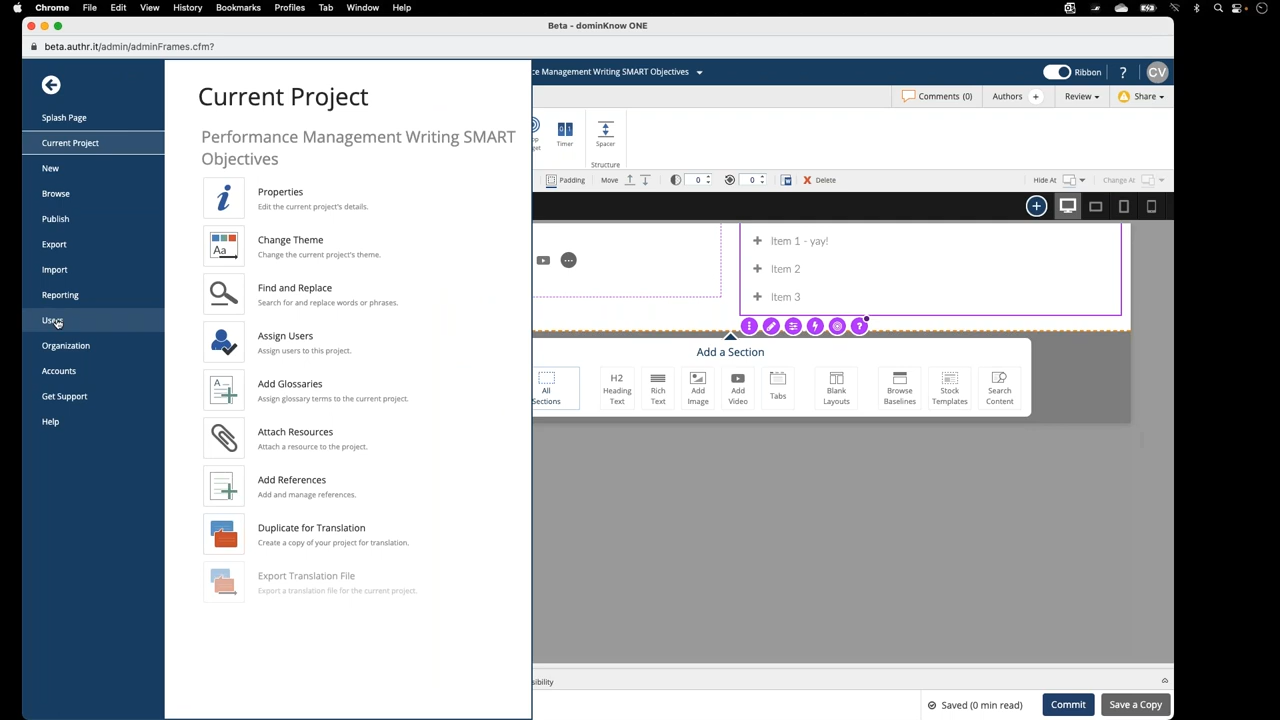 Chrome File Edit View History Bookmarks Profiles Tab Window Help
Beta - dominKnow ONE
beta.authr.it/admin/adminFrames.cfm?
Splash Page
Current Project
New
Browse
Publish
Export
Import
Reporting
Users
Organization
Accounts
Get Support
Help
Current Project
Performance Management Writing SMART
Objectives
Properties
Edit the current project's details.
Change Theme
Change the current project's theme.
Find and Replace
Search for and replace words or phrases.
Assign Users
Assign users to this project.
Add Glossaries
Assign glossary terms to the current project.
Attach Resources
Attach a resource to the project.
Add References
Add and manage references.
Duplicate for Translation
Create a copy of your project for translation.
Export Translation File
Export a translation file for the current project.
ce Management Writing SMART Objectives
Ribbon ? CV
Comments (0) Authors + Review Share
Timer
Spacer
Structure
Padding Move 0 0 Delete Hide At Change At
Item 1 - yay!
Item 2
Item 3
Add a Section
All
Sections
H2
Heading
Text
Rich
Text
Add
Image
Add
Video
Tabs
Blank
Layouts
Browse
Baselines
Stock
Templates
Search
Content
sibility
Saved (0 min read) Commit Save a Copy